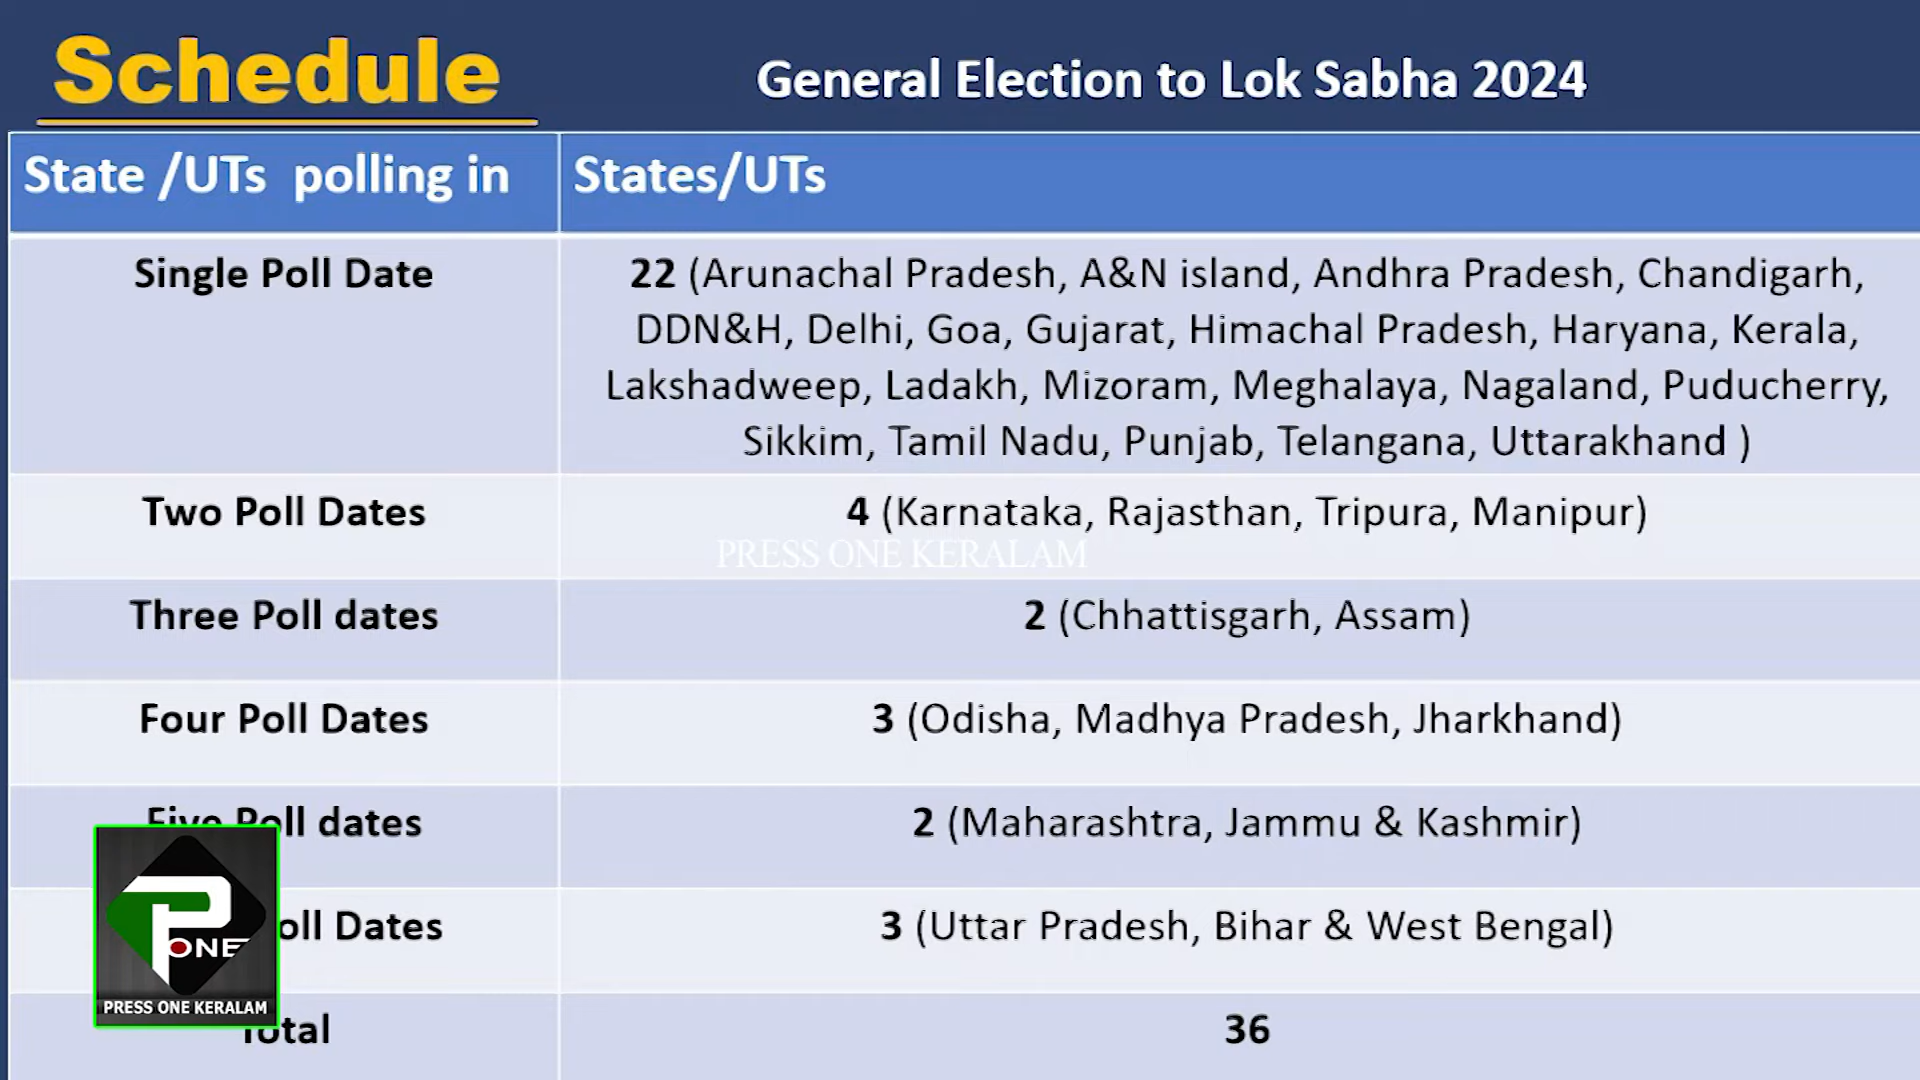 Schedule
General Election to Lok Sabha 2024
State /UTs polling in
States/UTs
Single Poll Date
22 (Arunachal Pradesh, A&N island, Andhra Pradesh, Chandigarh,
DDN&H, Delhi, Goa, Gujarat, Himachal Pradesh, Haryana, Kerala,
Lakshadweep, Ladakh, Mizoram, Meghalaya, Nagaland, Puducherry,
Sikkim, Tamil Nadu, Punjab, Telangana, Uttarakhand )
Two Poll Dates
4 (Karnataka, Rajasthan, Tripura, Manipur)
PRESS ONE KERALAM
Three Poll dates
2 (Chhattisgarh, Assam)
Four Poll Dates
3 (Odisha, Madhya Pradesh, Jharkhand)
Five Poll dates
2 (Maharashtra, Jammu & Kashmir)
Dates
3 (Uttar Pradesh, Bihar & West Bengal)
P ONE
PRESS ONE KERALAM
Total
36